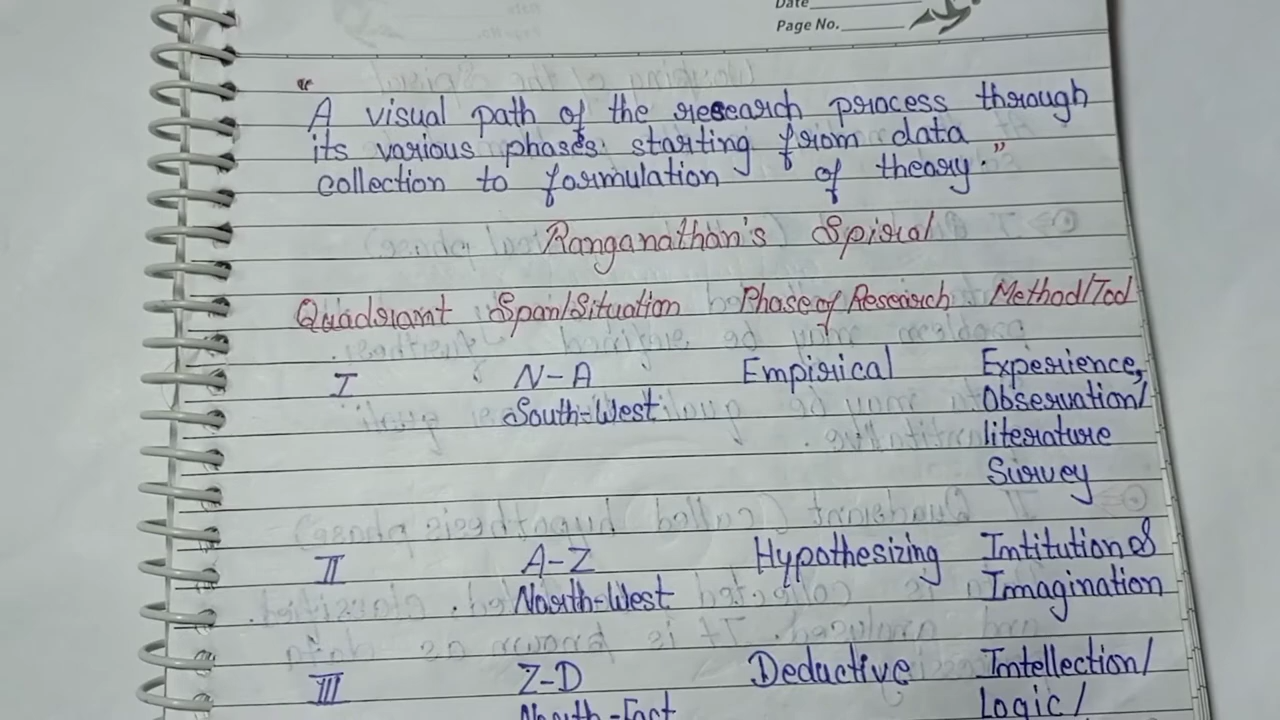 Date
Page No.
"A visual path of the research process through
its various phases starting from data
collection to formulation of theory."
Ranganathan's Spiral
Quadrant Span/Situation Phase of Research Method/Tool
I N-A Empirical Experience,
South-West Observation/
literature
Survey
II A-Z Hypothesizing Intitution &
North-West Imagination
III Z-D Deductive Intellection/
North-East Logic/